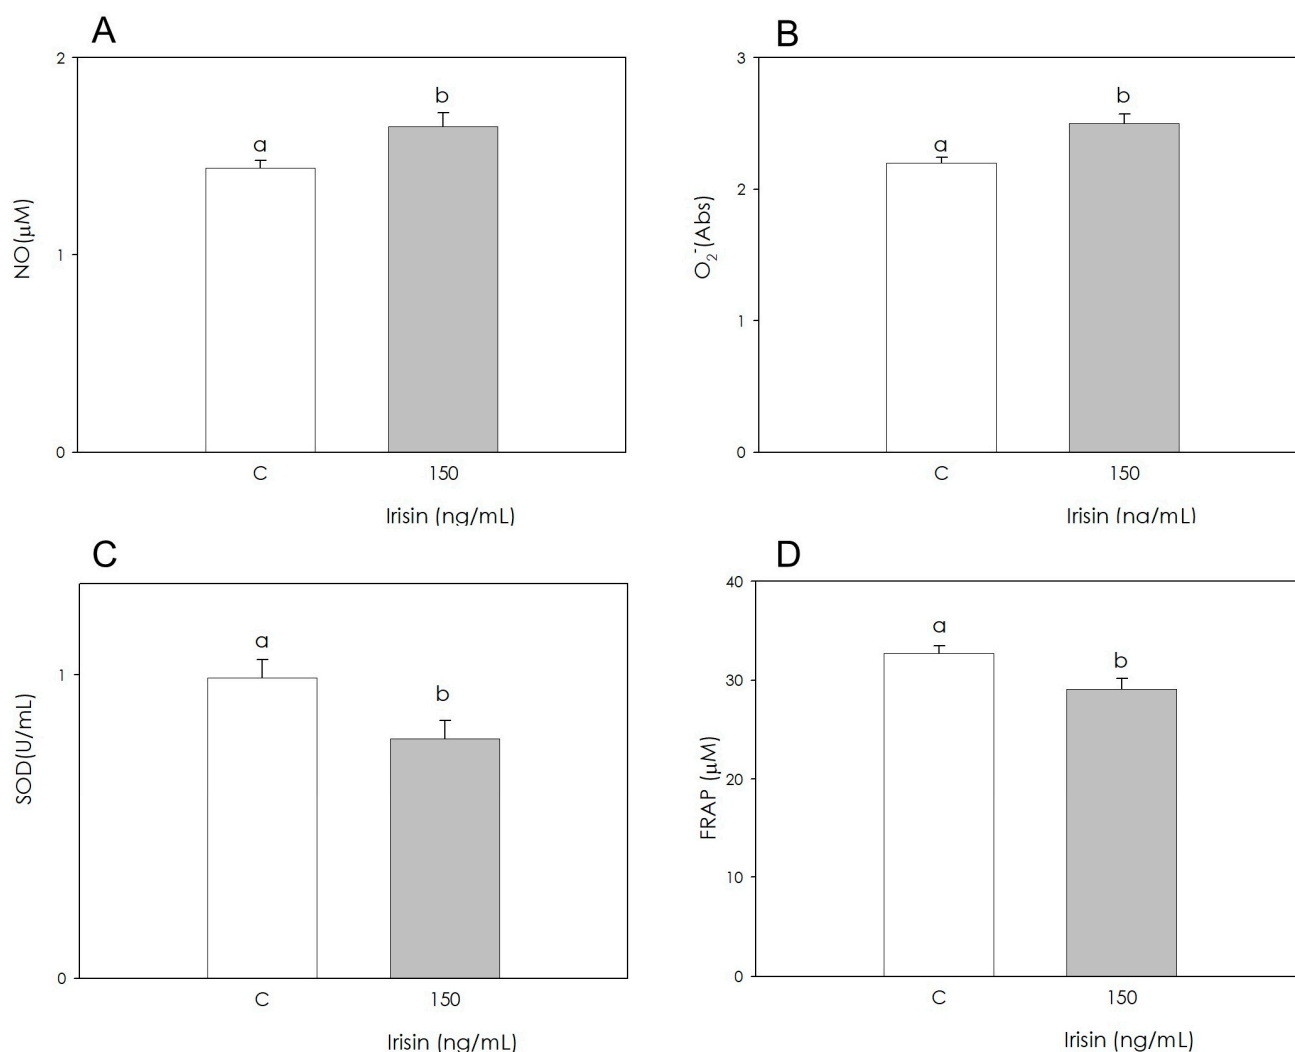 A
2
1
0
NO(μM)
a
b
C
150
Irisin (ng/mL)
B
3
2
1
0
O₂⁻(Abs)
a
b
C
150
Irisin (ng/mL)
C
1
0
SOD(U/mL)
a
b
C
150
Irisin (ng/mL)
D
40
30
20
10
0
FRAP (μM)
a
b
C
150
Irisin (ng/mL)